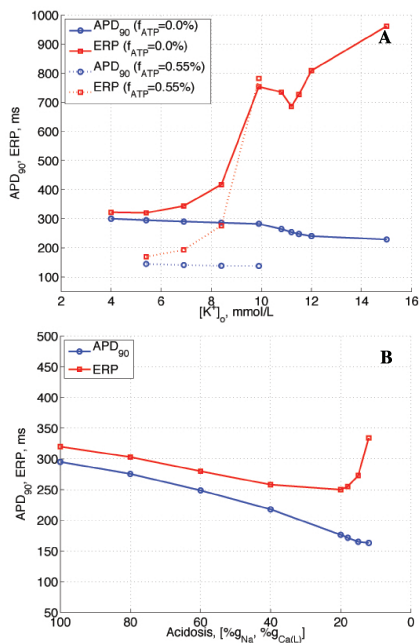 A
APD90 (fATP=0.0%)
ERP (fATP=0.0%)
APD90 (fATP=0.55%)
ERP (fATP=0.55%)
1000
900
800
700
600
500
400
300
200
100
APD90, ERP, ms
2 4 6 8 10 12 14 16
[K+]o, mmol/L
B
APD90
ERP
500
450
400
350
300
250
200
150
100 80 60 40 20 0
50
APD90, ERP, ms
Acidosis, [%gNa, %gCa(L)]